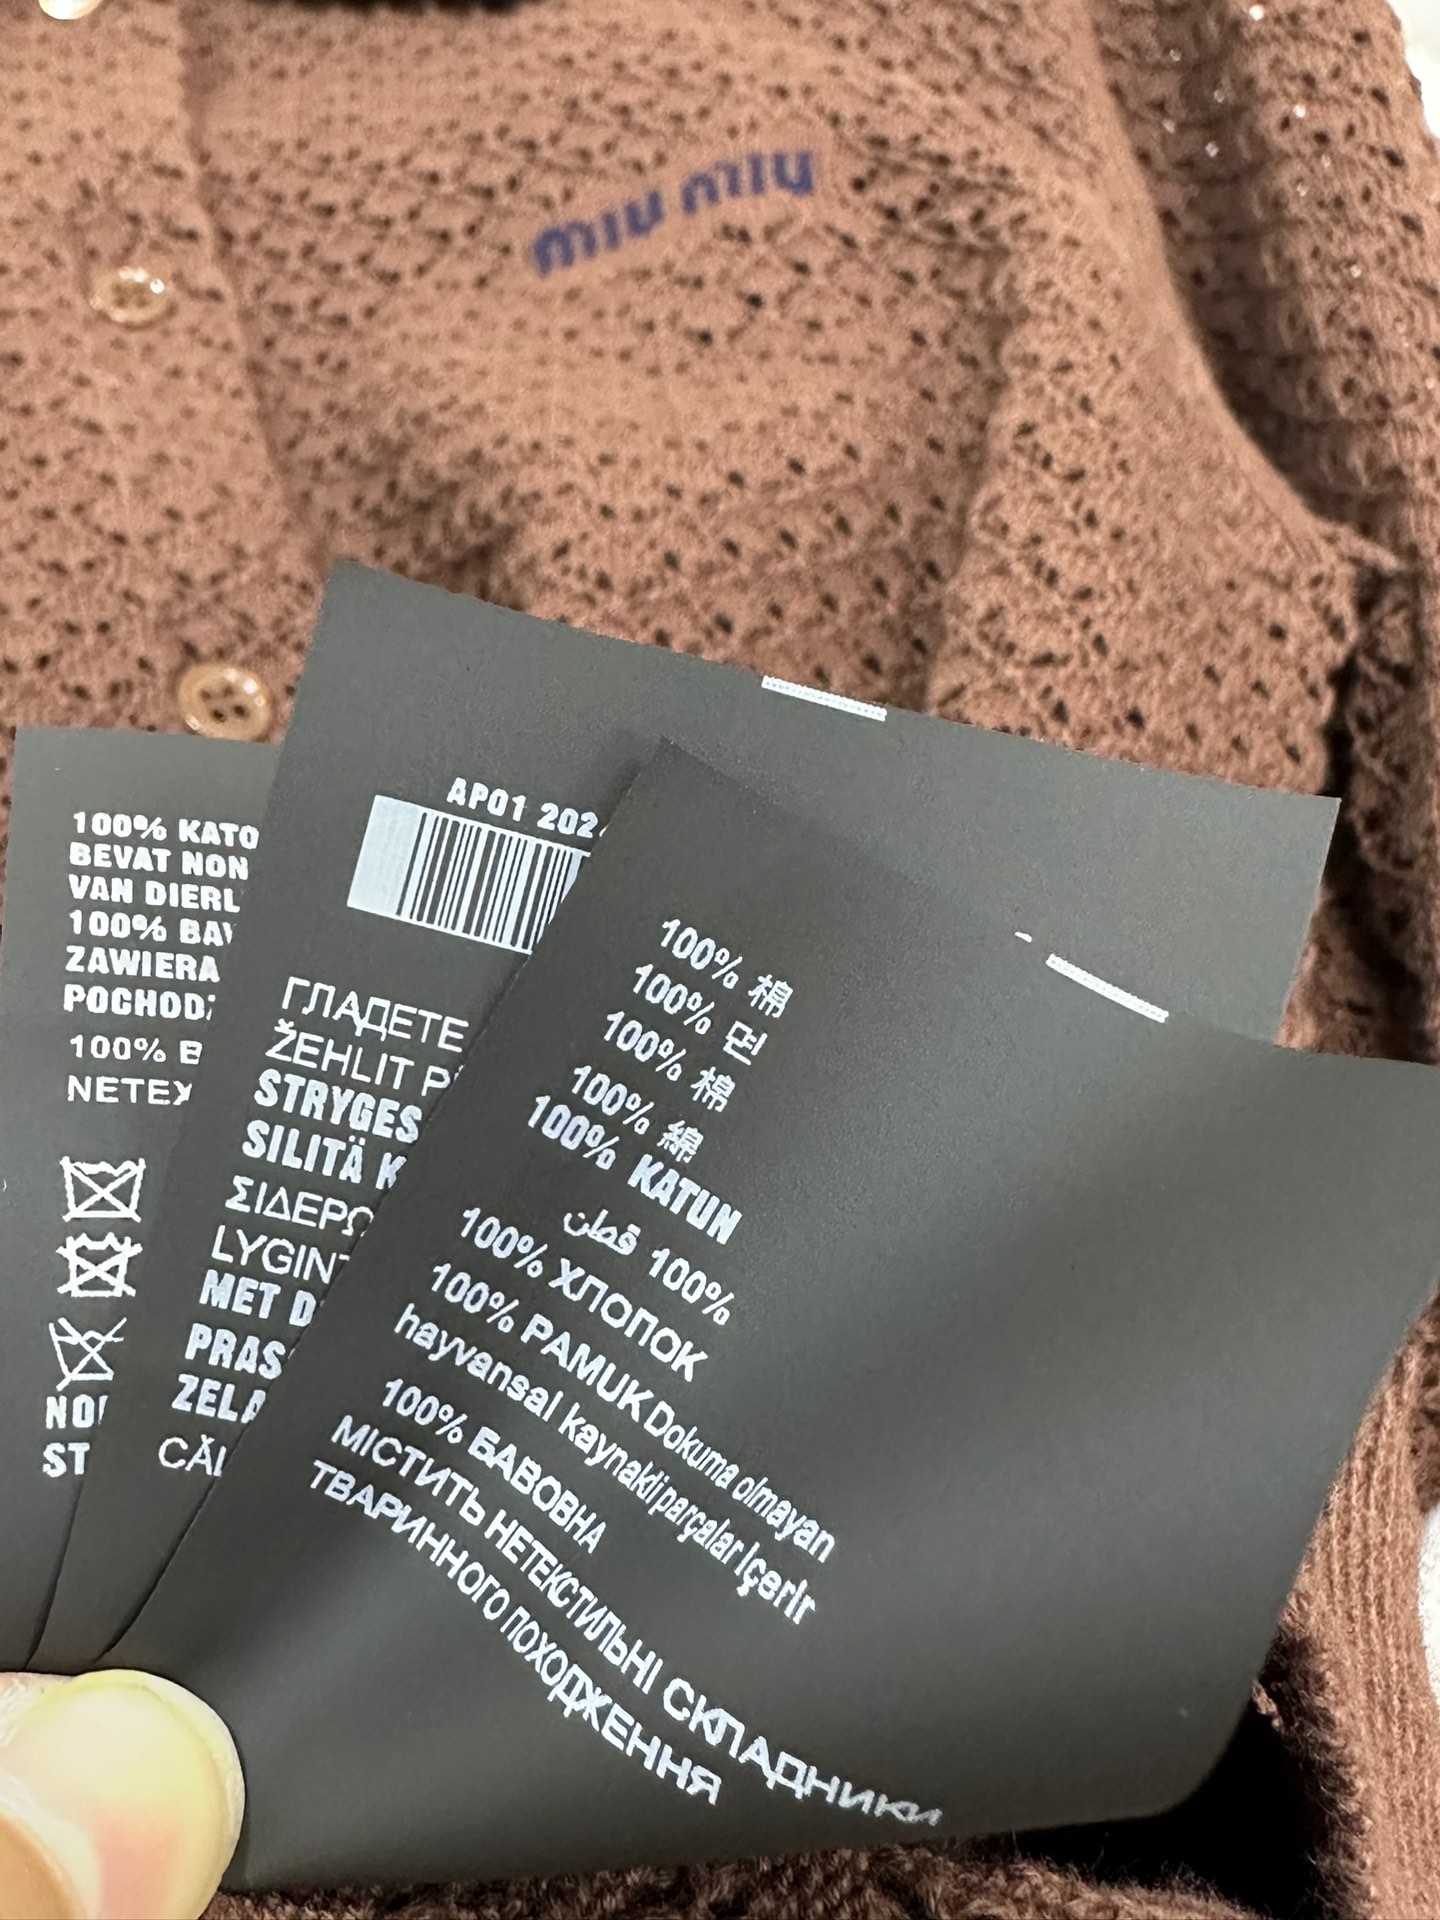 miu miu
100% KATO
BEVAT NON
VAN DIERL
100% BAW
ZAWIERA
POCHOD
100% B
NETEX
NO
ST
AP01 202
ГЛАДЕТЕ
ŽEHLIT P
STRYGES
SILITÄ K
ΣΙΔΕΡΩ
LYGINT
MET D
PRAS
ZELA
CĂL
100% 棉
100% 면
100% 棉
100% 綿
100% KATUN
100% قطن
100% ХЛОПОК
100% PAMUK Dokuma olmayan
hayvansal kaynaklı parçalar İçerir
100% БАВОВНА
МІСТИТЬ НЕТЕКСТИЛЬНІ СКЛАДНИКИ
ТВАРИННОГО ПОХОДЖЕННЯ